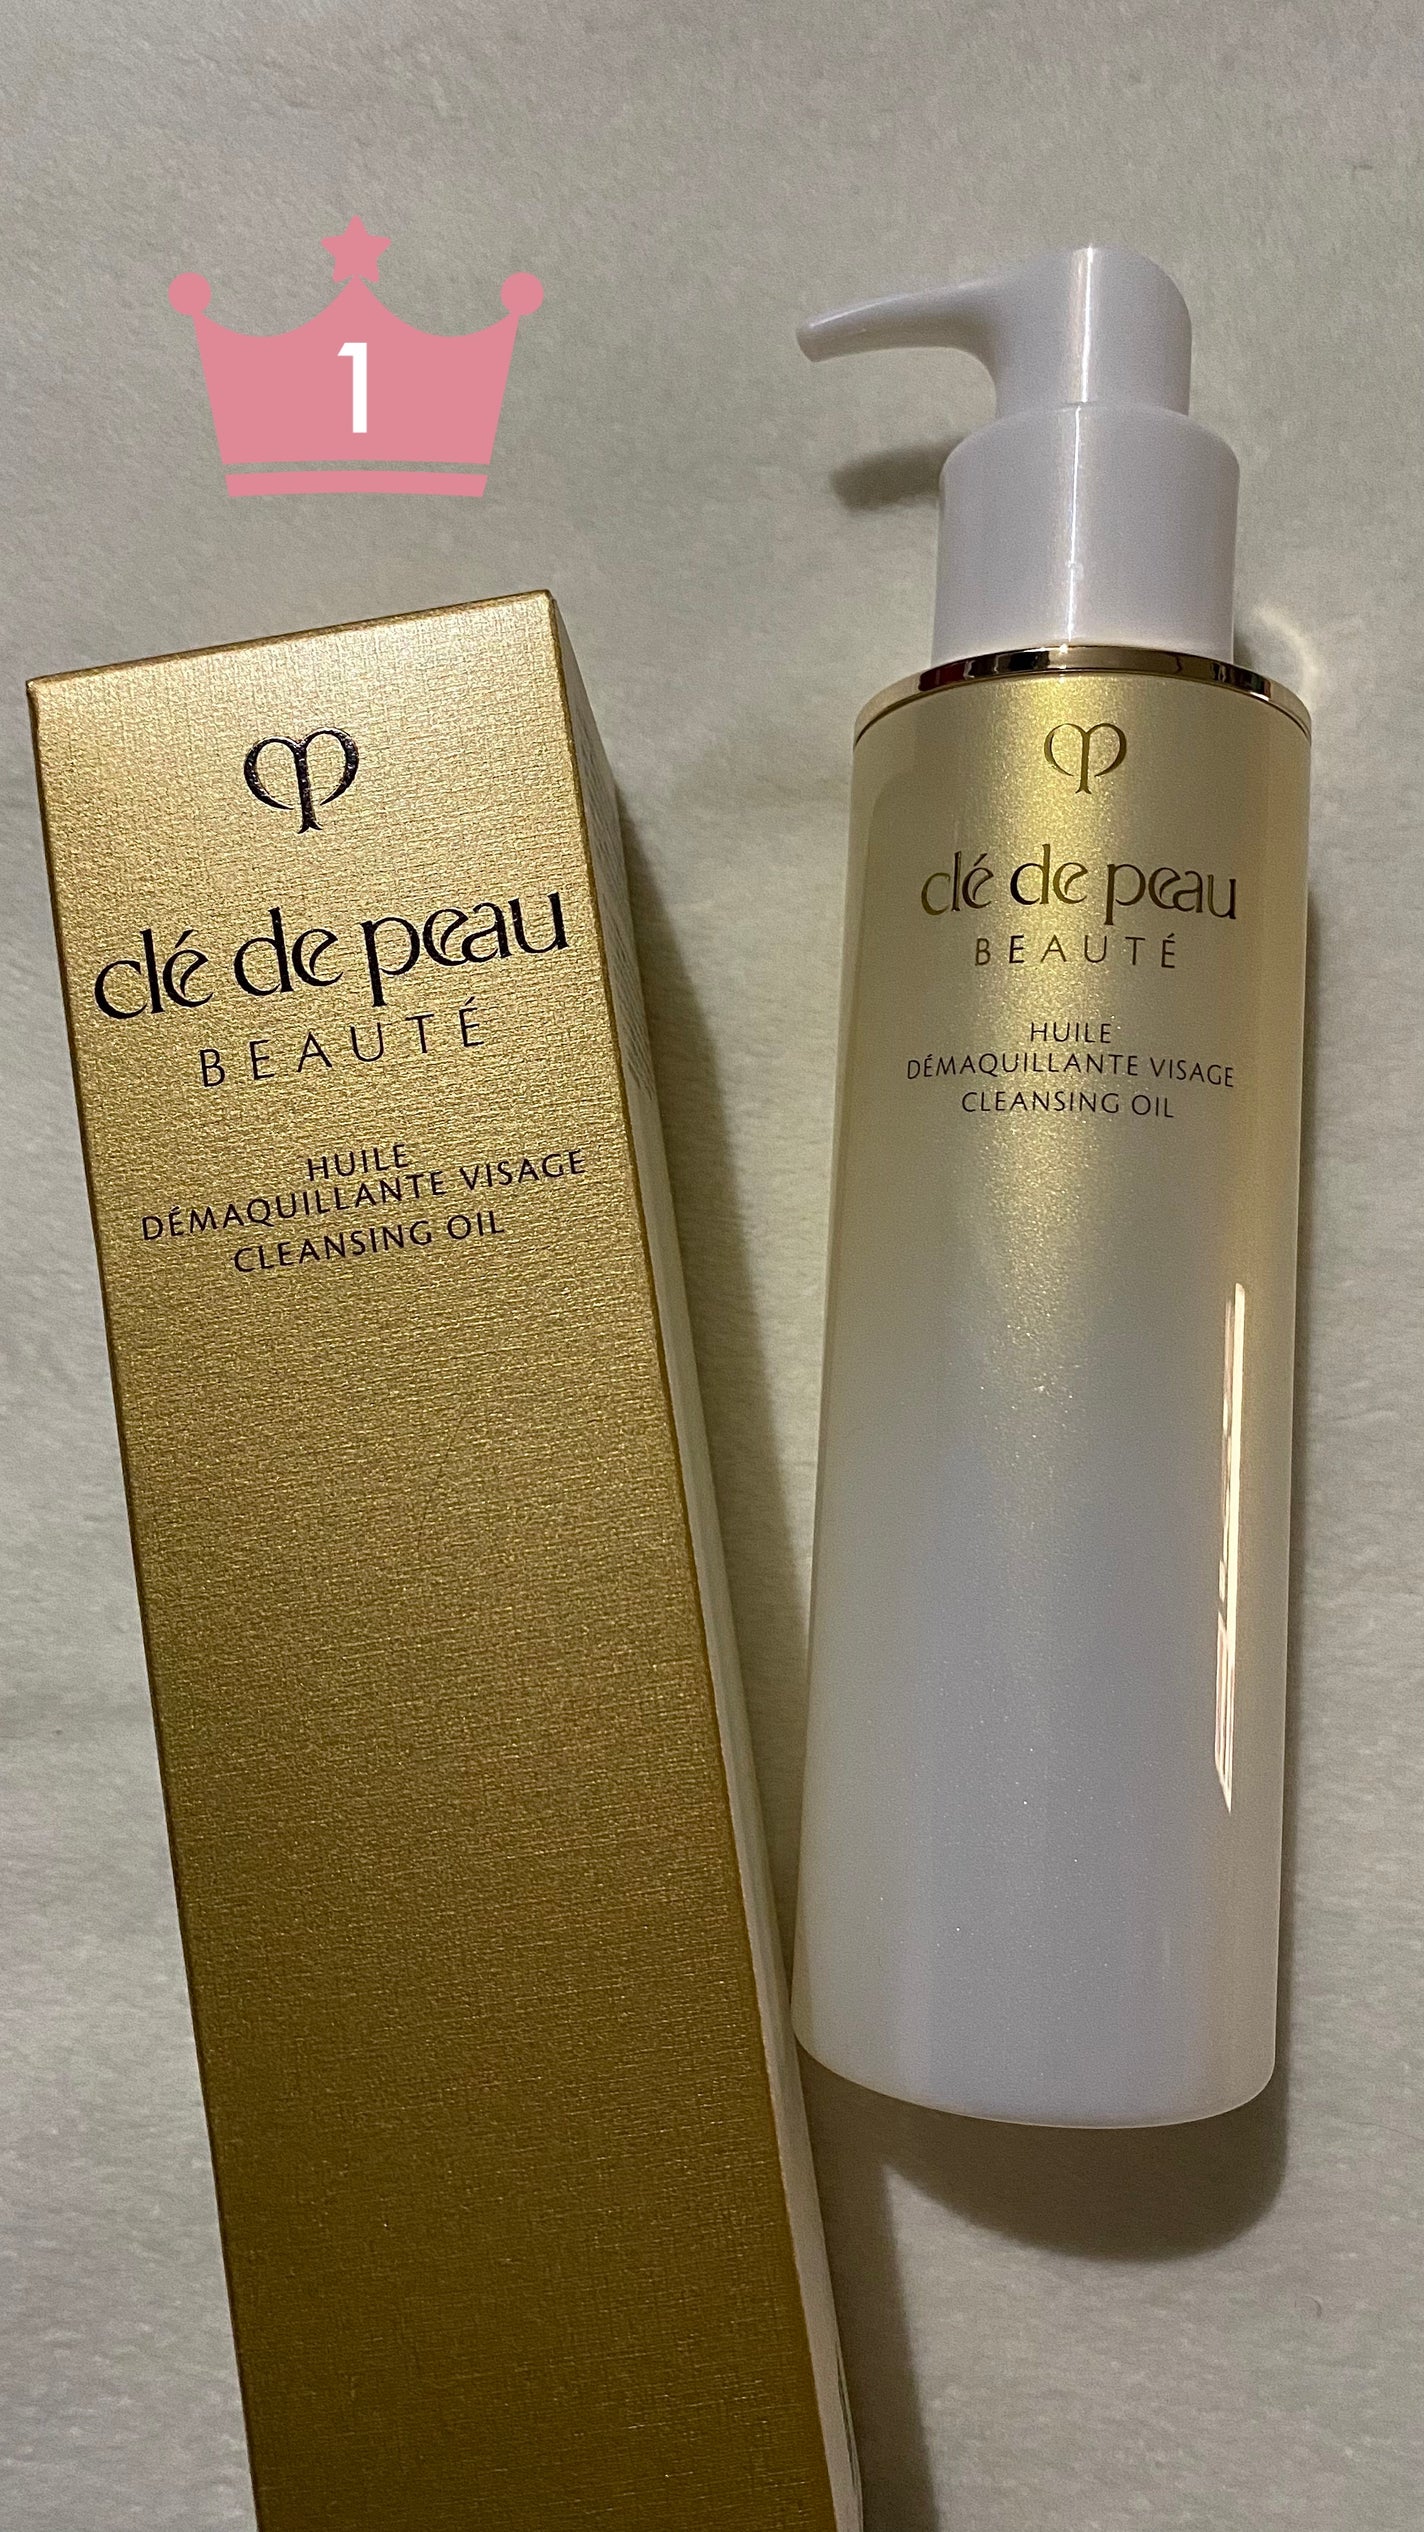 1
clé de peau
BEAUTÉ
HUILE
DÉMAQUILLANTE VISAGE
CLEANSING OIL
clé de peau
BEAUTÉ
HUILE
DÉMAQUILLANTE VISAGE
CLEANSING OIL